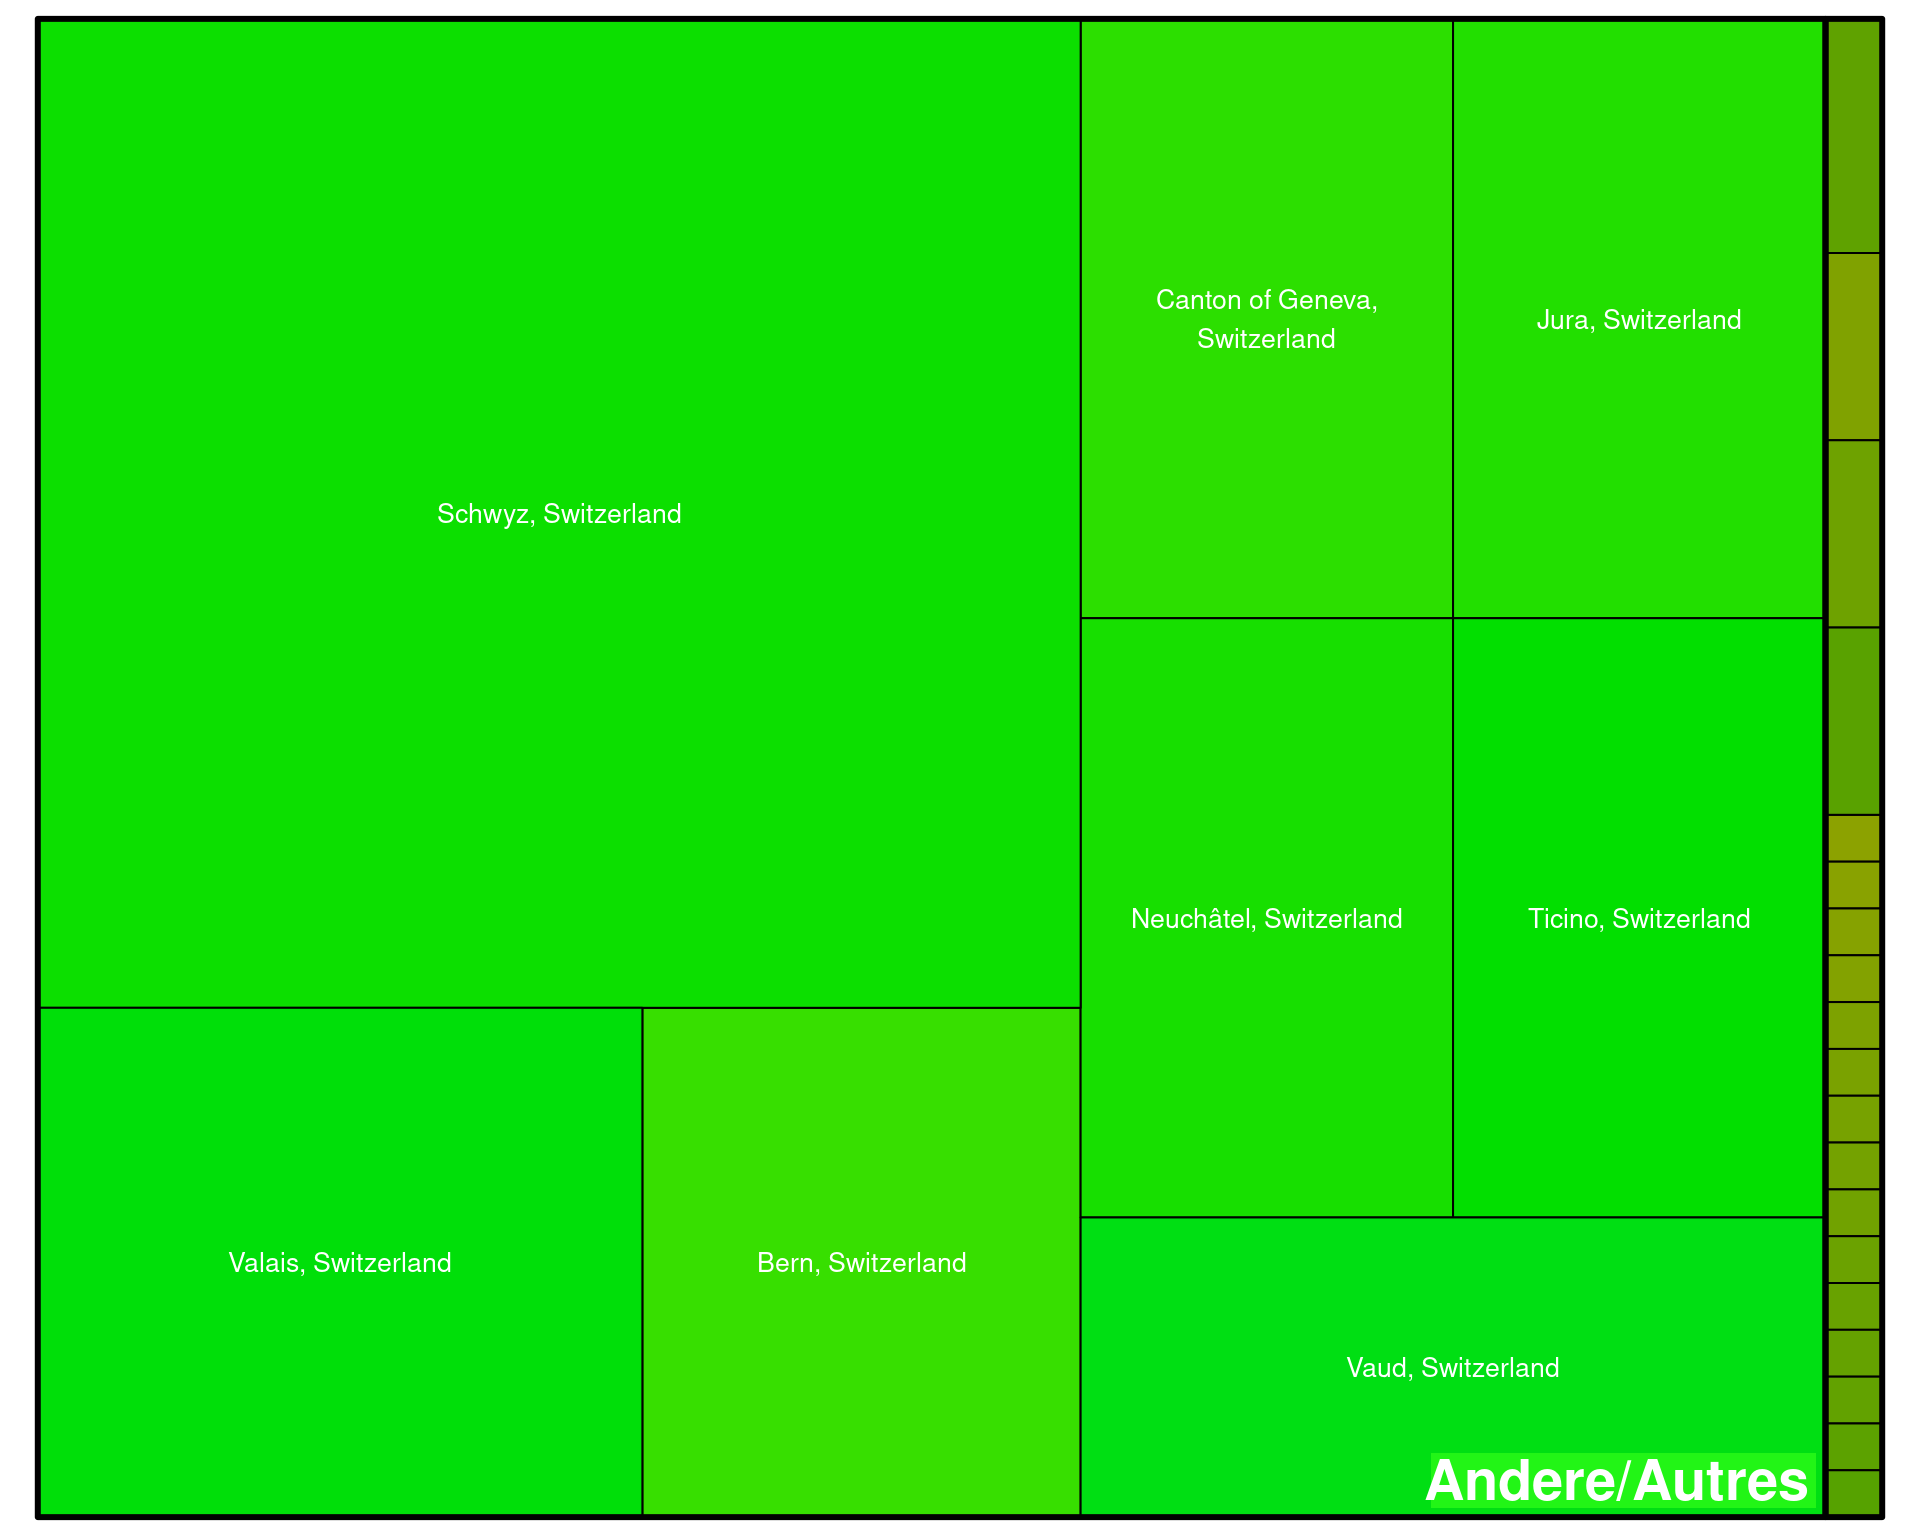 Schwyz, Switzerland
Valais, Switzerland
Bern, Switzerland
Canton of Geneva,
Switzerland
Jura, Switzerland
Neuchâtel, Switzerland
Ticino, Switzerland
Vaud, Switzerland
Andere/Autres